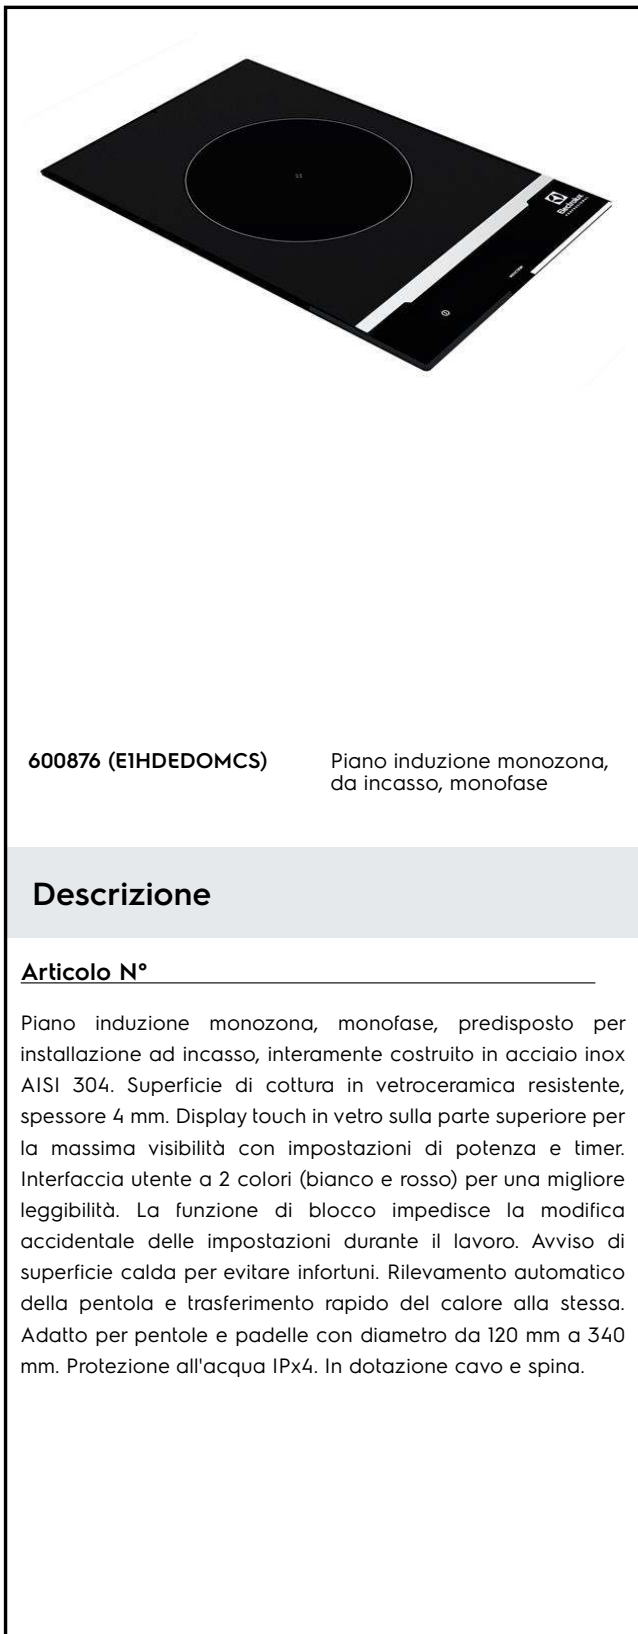 Electrolux
PROFESSIONAL
600876 (E1HDEDOMCS)
Piano induzione monozona,
da incasso, monofase
Descrizione
Articolo N°
Piano induzione monozona, monofase, predisposto per
installazione ad incasso, interamente costruito in acciaio inox
AISI 304. Superficie di cottura in vetroceramica resistente,
spessore 4 mm. Display touch in vetro sulla parte superiore per
la massima visibilità con impostazioni di potenza e timer.
Interfaccia utente a 2 colori (bianco e rosso) per una migliore
leggibilità. La funzione di blocco impedisce la modifica
accidentale delle impostazioni durante il lavoro. Avviso di
superficie calda per evitare infortuni. Rilevamento automatico
della pentola e trasferimento rapido del calore alla stessa.
Adatto per pentole e padelle con diametro da 120 mm a 340
mm. Protezione all'acqua IPx4. In dotazione cavo e spina.